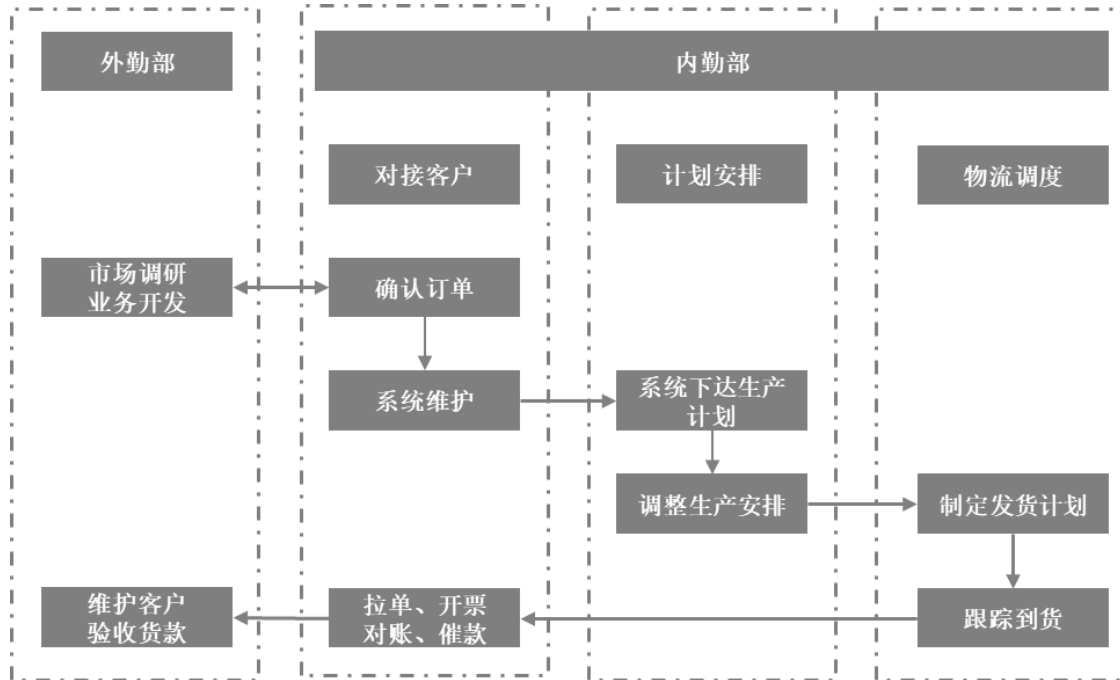 外勤部
内勤部
对接客户
计划安排
物流调度
市场调研
业务开发
确认订单
系统维护
系统下达生产
计划
调整生产安排
制定发货计划
维护客户
验收货款
拉单、开票
对账、催款
跟踪到货